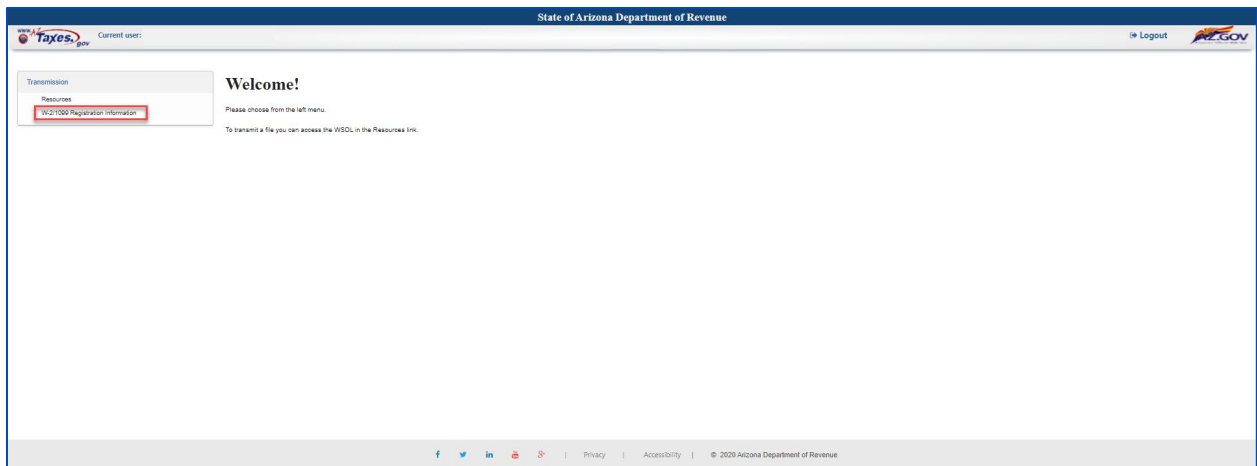 State of Arizona Department of Revenue
www.AZTaxes.gov
Current user:
Logout
AZ.GOV
Transmission
Resources
W-2/1099 Registration Information
Welcome!
Please choose from the left menu.
To transmit a file you can access the WSDL in the Resources link.
| Privacy | Accessibility | © 2020 Arizona Department of Revenue